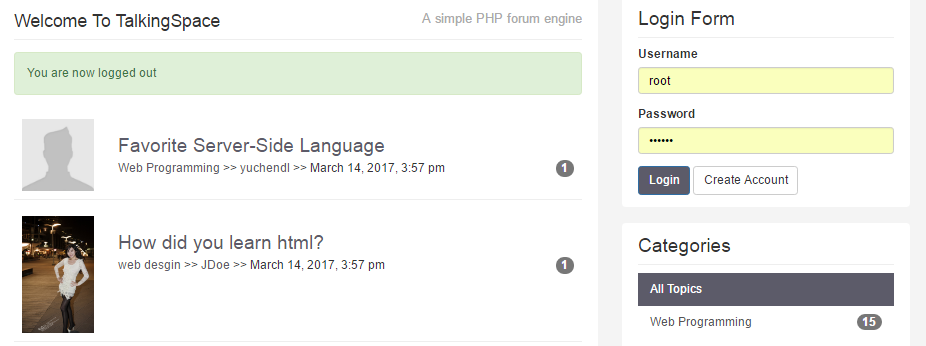 Welcome To TalkingSpace
A simple PHP forum engine
You are now logged out
Favorite Server-Side Language
Web Programming >> yuchendl >> March 14, 2017, 3:57 pm
1
How did you learn html?
web desgin >> JDoe >> March 14, 2017, 3:57 pm
1
Login Form
Username
root
Password
••••••
Login
Create Account
Categories
All Topics
Web Programming
15